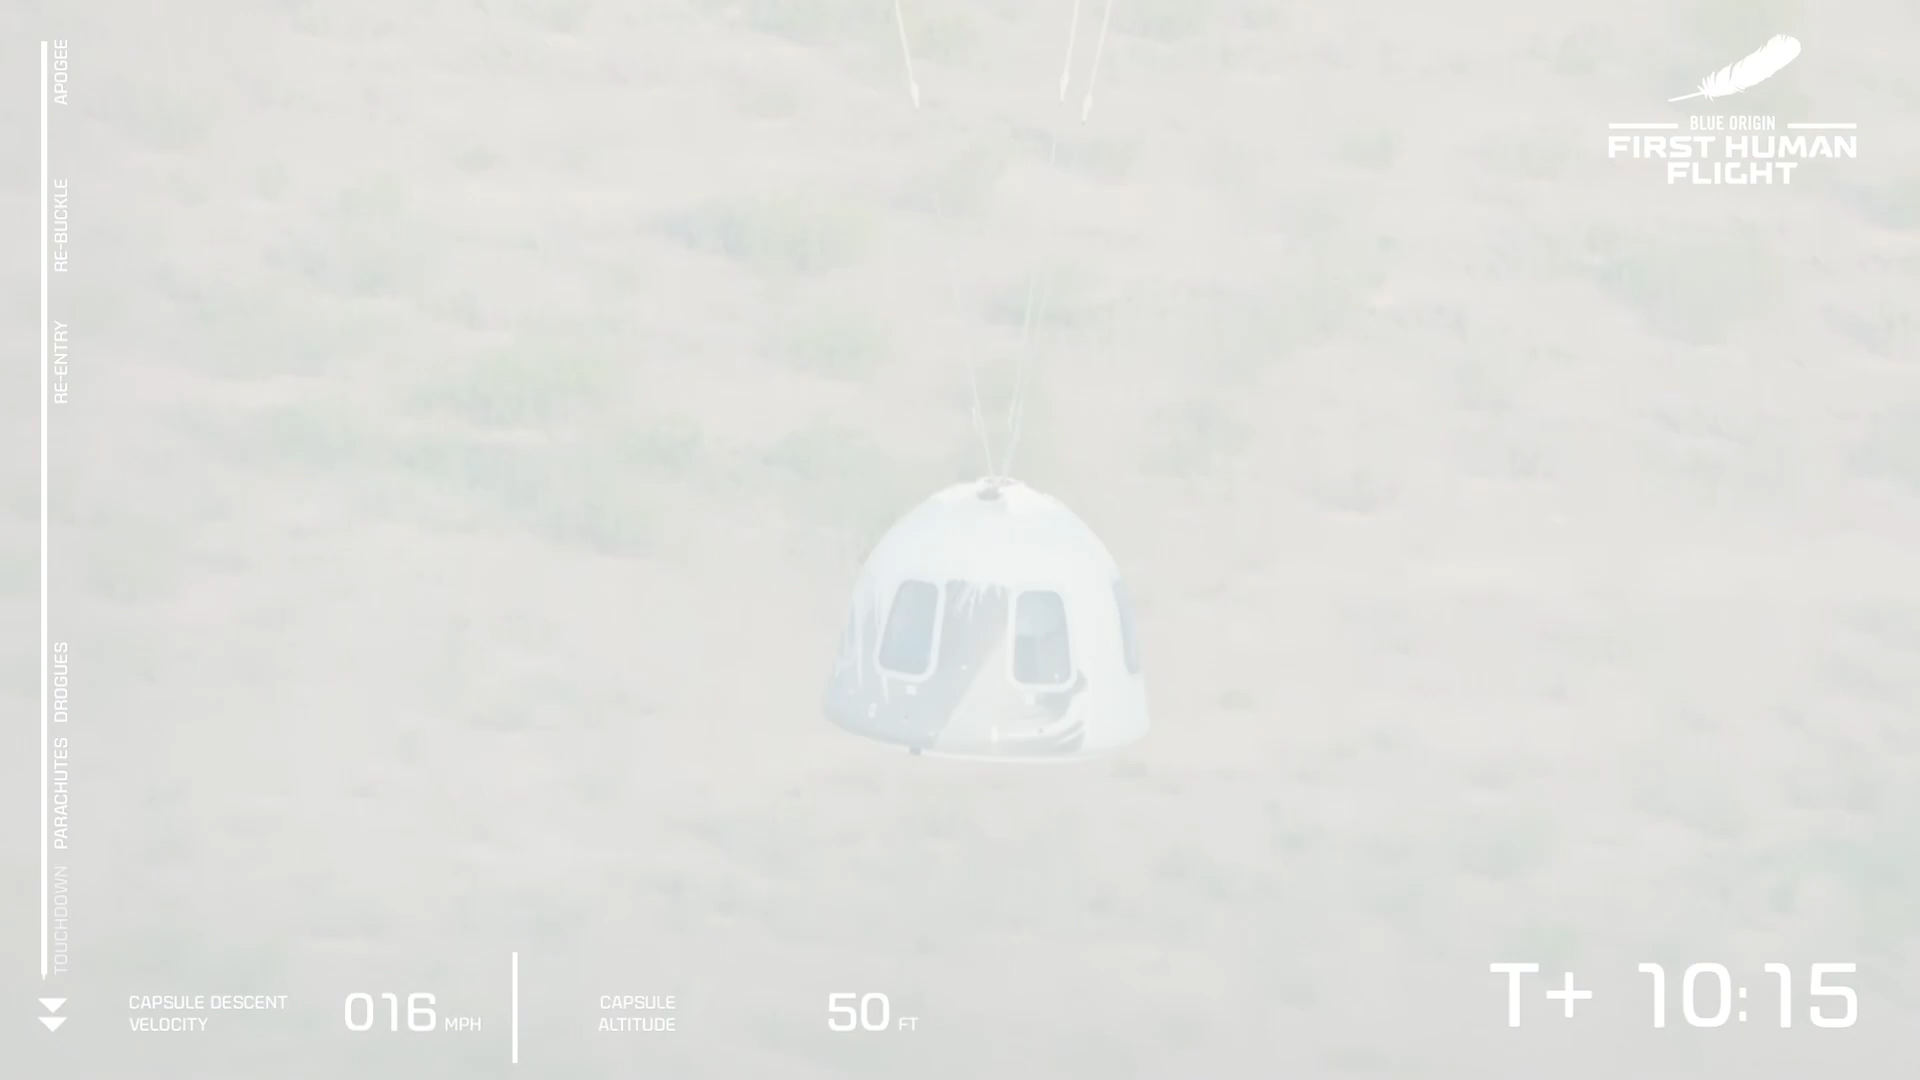 APOGEE
RE-BUCKLE
RE-ENTRY
DROGUES
PARACHUTES
TOUCHDOWN
BLUE ORIGIN
FIRST HUMAN
FLIGHT
CAPSULE DESCENT
VELOCITY
016 MPH
CAPSULE
ALTITUDE
50 FT
T+ 10:15